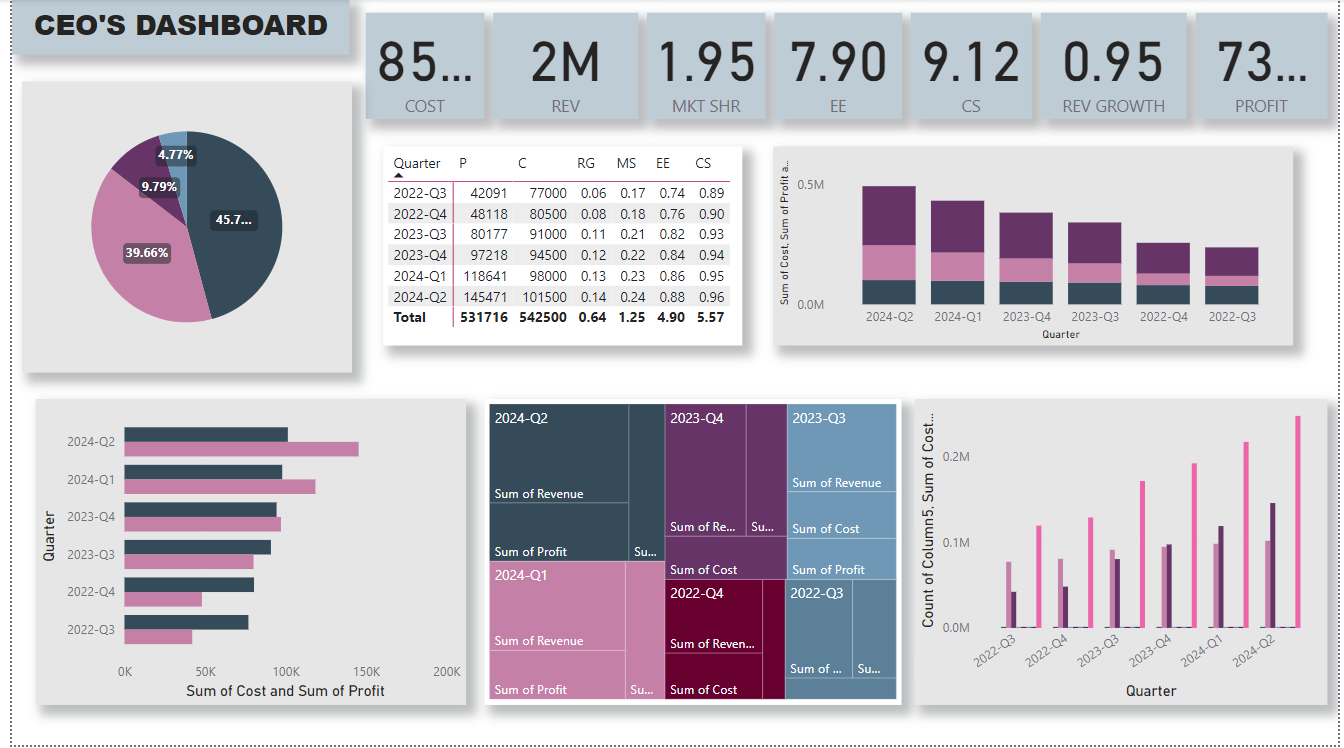 CEO'S DASHBOARD
85...
COST
2M
REV
1.95
MKT SHR
7.90
EE
9.12
CS
0.95
REV GROWTH
73...
PROFIT
4.77%
9.79%
45.7...
39.66%
Quarter P C RG MS EE CS
2022-Q3 42091 77000 0.06 0.17 0.74 0.89
2022-Q4 48118 80500 0.08 0.18 0.76 0.90
2023-Q3 80177 91000 0.11 0.21 0.82 0.93
2023-Q4 97218 94500 0.12 0.22 0.84 0.94
2024-Q1 118641 98000 0.13 0.23 0.86 0.95
2024-Q2 145471 101500 0.14 0.24 0.88 0.96
Total 531716 542500 0.64 1.25 4.90 5.57
Sum of Cost, Sum of Profit a...
0.5M
0.0M
2024-Q2 2024-Q1 2023-Q4 2023-Q3 2022-Q4 2022-Q3
Quarter
Quarter
2024-Q2
2024-Q1
2023-Q4
2023-Q3
2022-Q4
2022-Q3
0K 50K 100K 150K 200K
Sum of Cost and Sum of Profit
2024-Q2
Sum of Revenue
Sum of Profit
Su...
2024-Q1
Sum of Revenue
Sum of Profit
Su...
2023-Q4
Sum of Re...
Su...
Sum of Cost
2022-Q4
Sum of Reven...
Sum of Cost
2023-Q3
Sum of Revenue
Sum of Cost
Sum of Profit
2022-Q3
Sum of ...
Su...
Count of Column5, Sum of Cost...
0.2M
0.1M
0.0M
2022-Q3 2022-Q4 2023-Q3 2023-Q4 2024-Q1 2024-Q2
Quarter